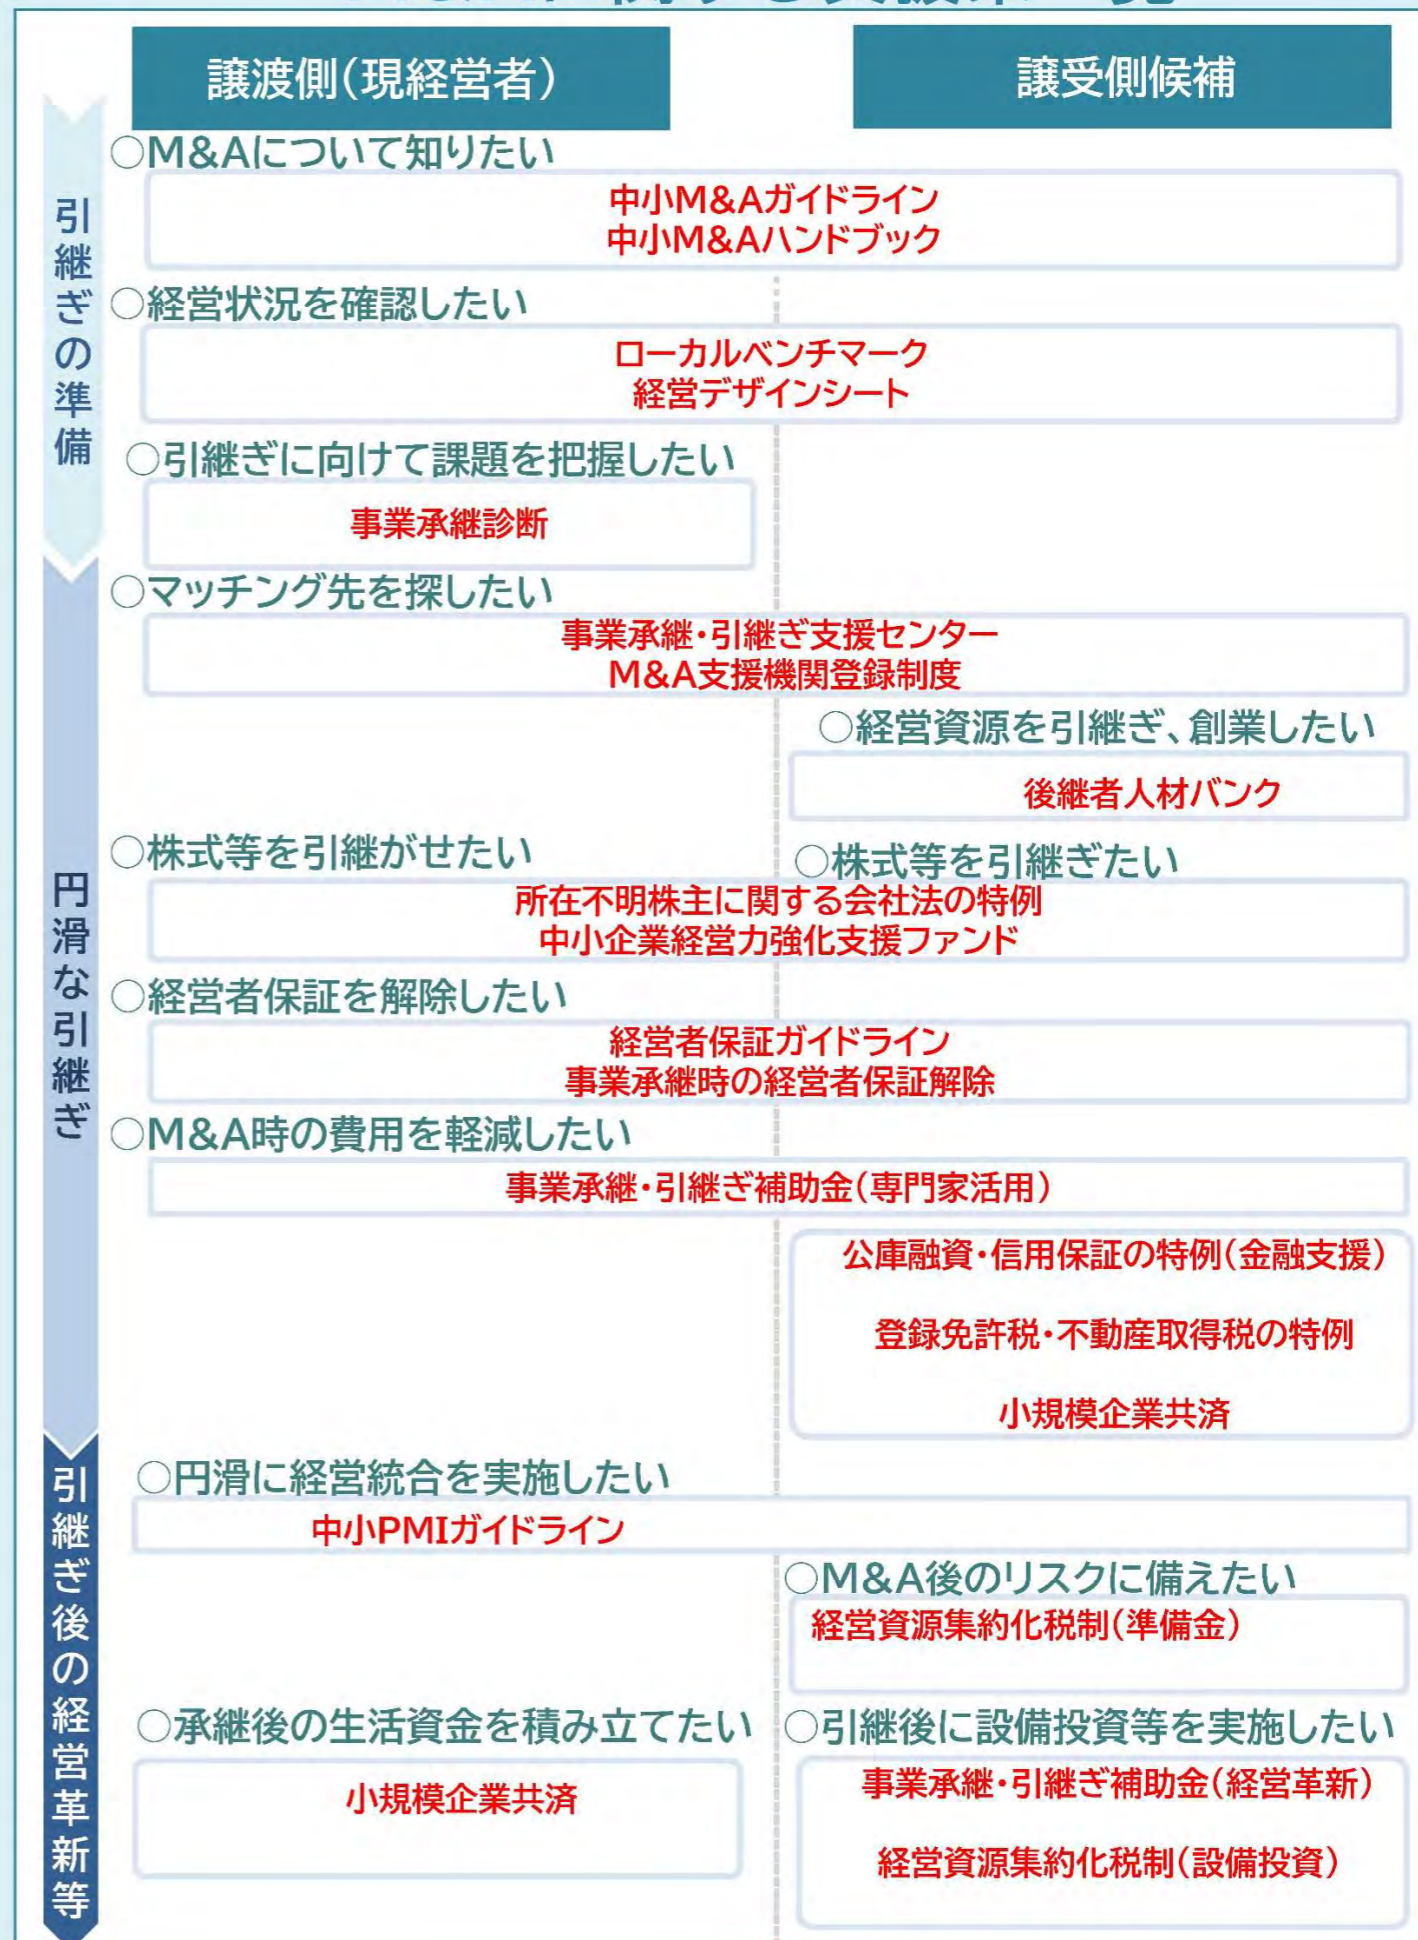 譲渡側(現経営者)
譲受側候補
引継ぎの準備
○M&Aについて知りたい
中小M&Aガイドライン
中小M&Aハンドブック
○経営状況を確認したい
ローカルベンチマーク
経営デザインシート
○引継ぎに向けて課題を把握したい
事業承継診断
円滑な引継ぎ
○マッチング先を探したい
事業承継・引継ぎ支援センター
M&A支援機関登録制度
○経営資源を引継ぎ、創業したい
後継者人材バンク
○株式等を引継がせたい
○株式等を引継ぎたい
所在不明株主に関する会社法の特例
中小企業経営力強化支援ファンド
○経営者保証を解除したい
経営者保証ガイドライン
事業承継時の経営者保証解除
○M&A時の費用を軽減したい
事業承継・引継ぎ補助金(専門家活用)
公庫融資・信用保証の特例(金融支援)
登録免許税・不動産取得税の特例
小規模企業共済
引継ぎ後の経営革新等
○円滑に経営統合を実施したい
中小PMIガイドライン
○M&A後のリスクに備えたい
経営資源集約化税制(準備金)
○承継後の生活資金を積み立てたい
小規模企業共済
○引継後に設備投資等を実施したい
事業承継・引継ぎ補助金(経営革新)
経営資源集約化税制(設備投資)